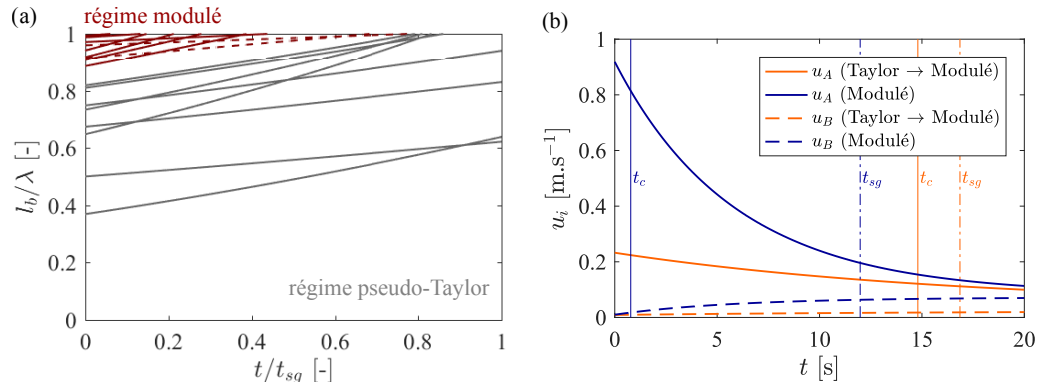 (a)
régime modulé
1
0.8
0.6
0.4
0.2
0
l_b/λ [-]
régime pseudo-Taylor
0 0.2 0.4 0.6 0.8 1
t/t_sg [-]
(b)
1
0.8
0.6
0.4
0.2
0
u_i [m.s⁻¹]
u_A (Taylor → Modulé)
u_A (Modulé)
u_B (Taylor → Modulé)
u_B (Modulé)
t_c t_sg t_c t_sg
0 5 10 15 20
t [s]